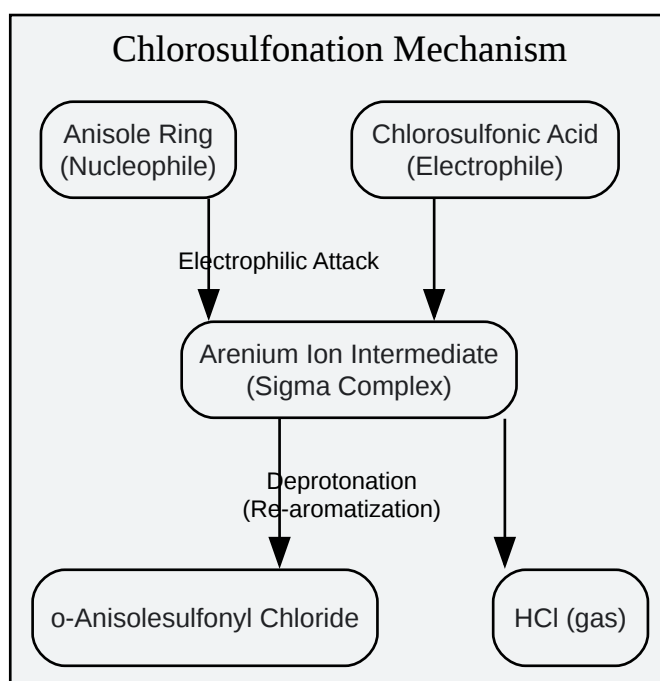 Chlorosulfonation Mechanism
Anisole Ring
(Nucleophile)
Chlorosulfonic Acid
(Electrophile)
Electrophilic Attack
Arenium Ion Intermediate
(Sigma Complex)
Deprotonation
(Re-aromatization)
o-Anisolesulfonyl Chloride
HCl (gas)